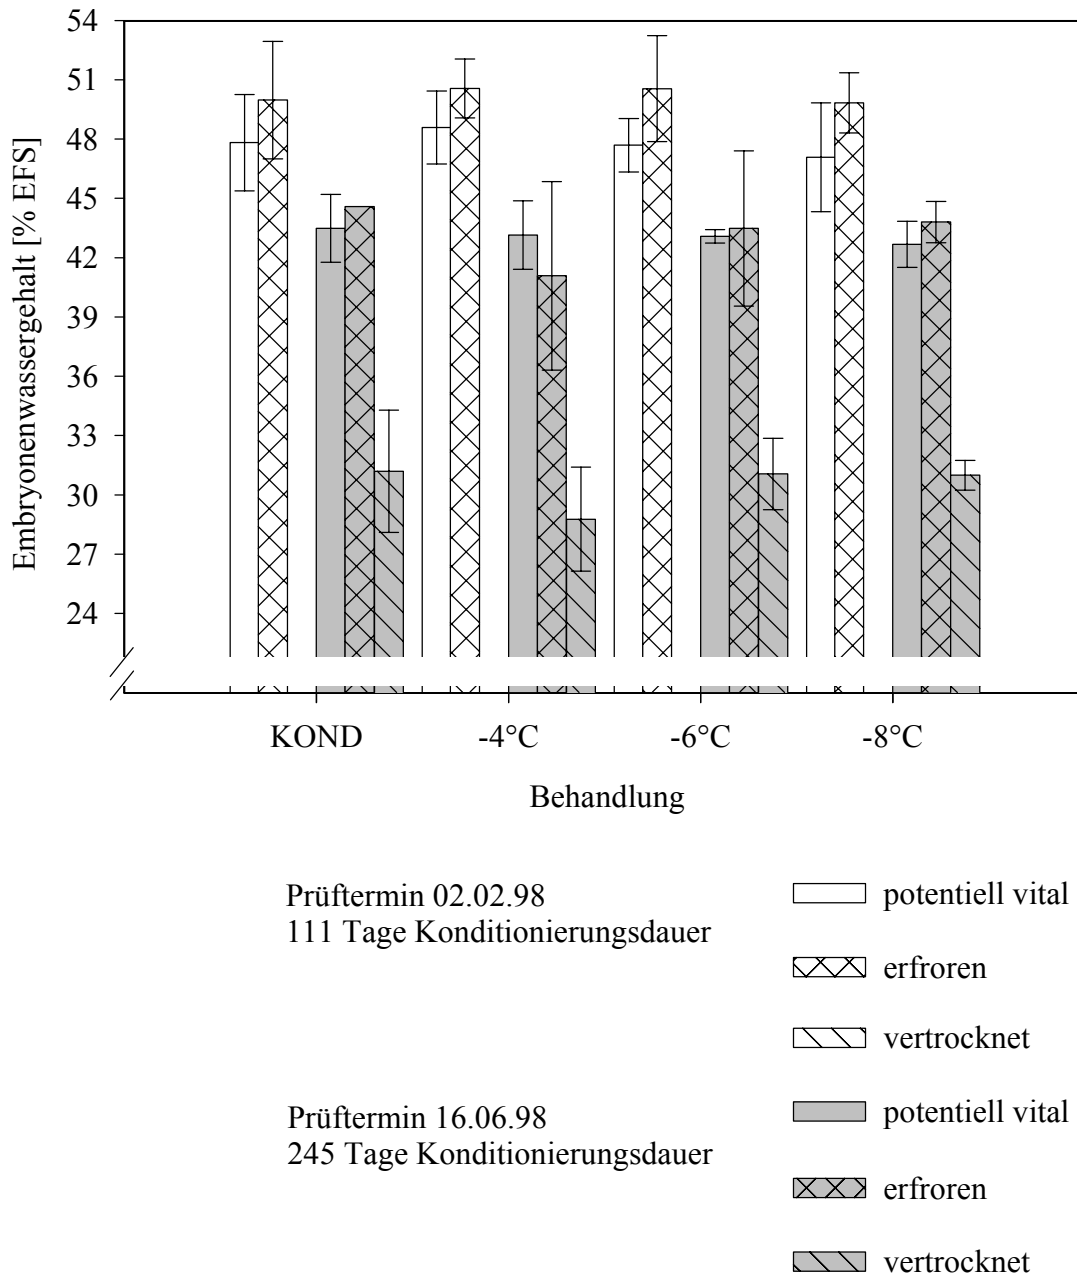 54
51
48
45
42
39
36
33
30
27
24
Embryonenwassergehalt [% EFS]
KOND -4°C -6°C -8°C
Behandlung
Prüftermin 02.02.98
111 Tage Konditionierungsdauer
potentiell vital
erfroren
vertrocknet
Prüftermin 16.06.98
245 Tage Konditionierungsdauer
potentiell vital
erfroren
vertrocknet